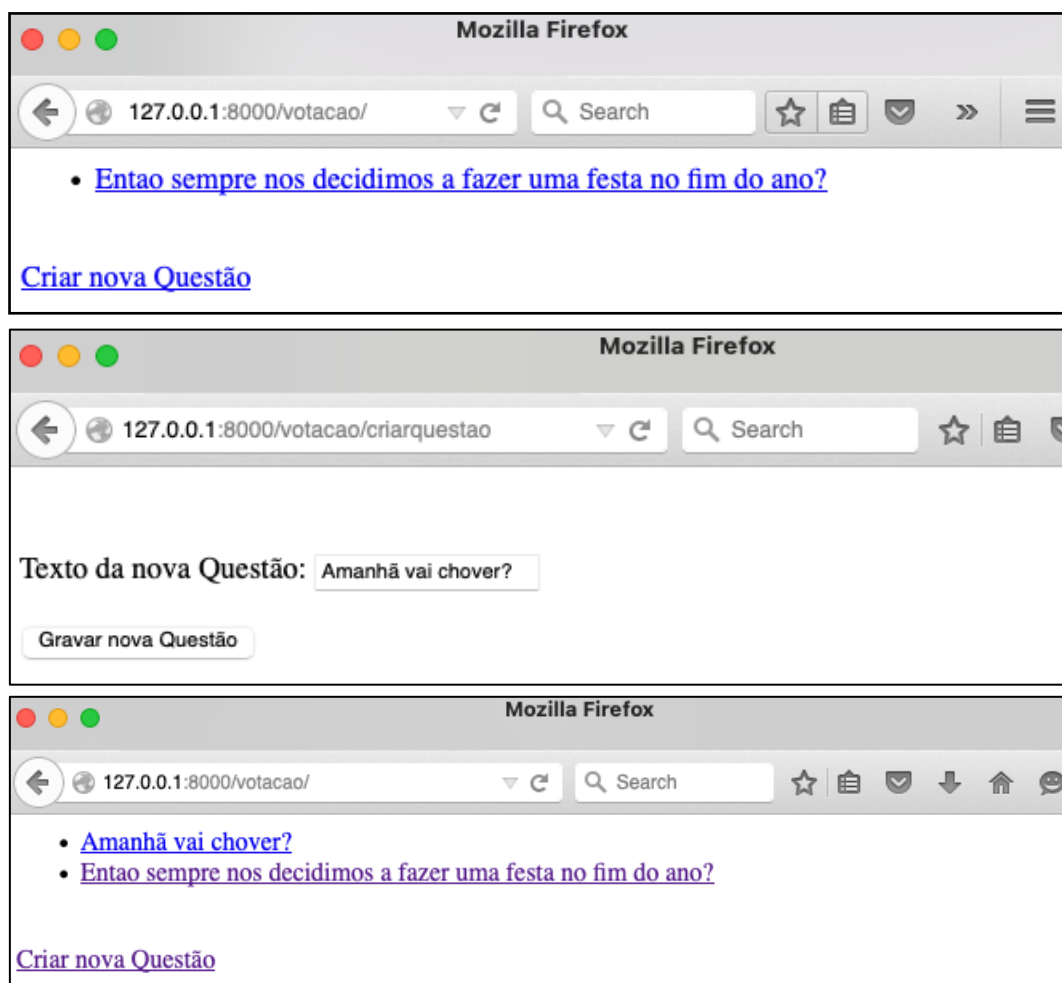 Mozilla Firefox
127.0.0.1:8000/votacao/
Search
Entao sempre nos decidimos a fazer uma festa no fim do ano?
Criar nova Questão
Mozilla Firefox
127.0.0.1:8000/votacao/criarquestao
Search
Texto da nova Questão: Amanhã vai chover?
Gravar nova Questão
Mozilla Firefox
127.0.0.1:8000/votacao/
Search
Amanhã vai chover?
Entao sempre nos decidimos a fazer uma festa no fim do ano?
Criar nova Questão